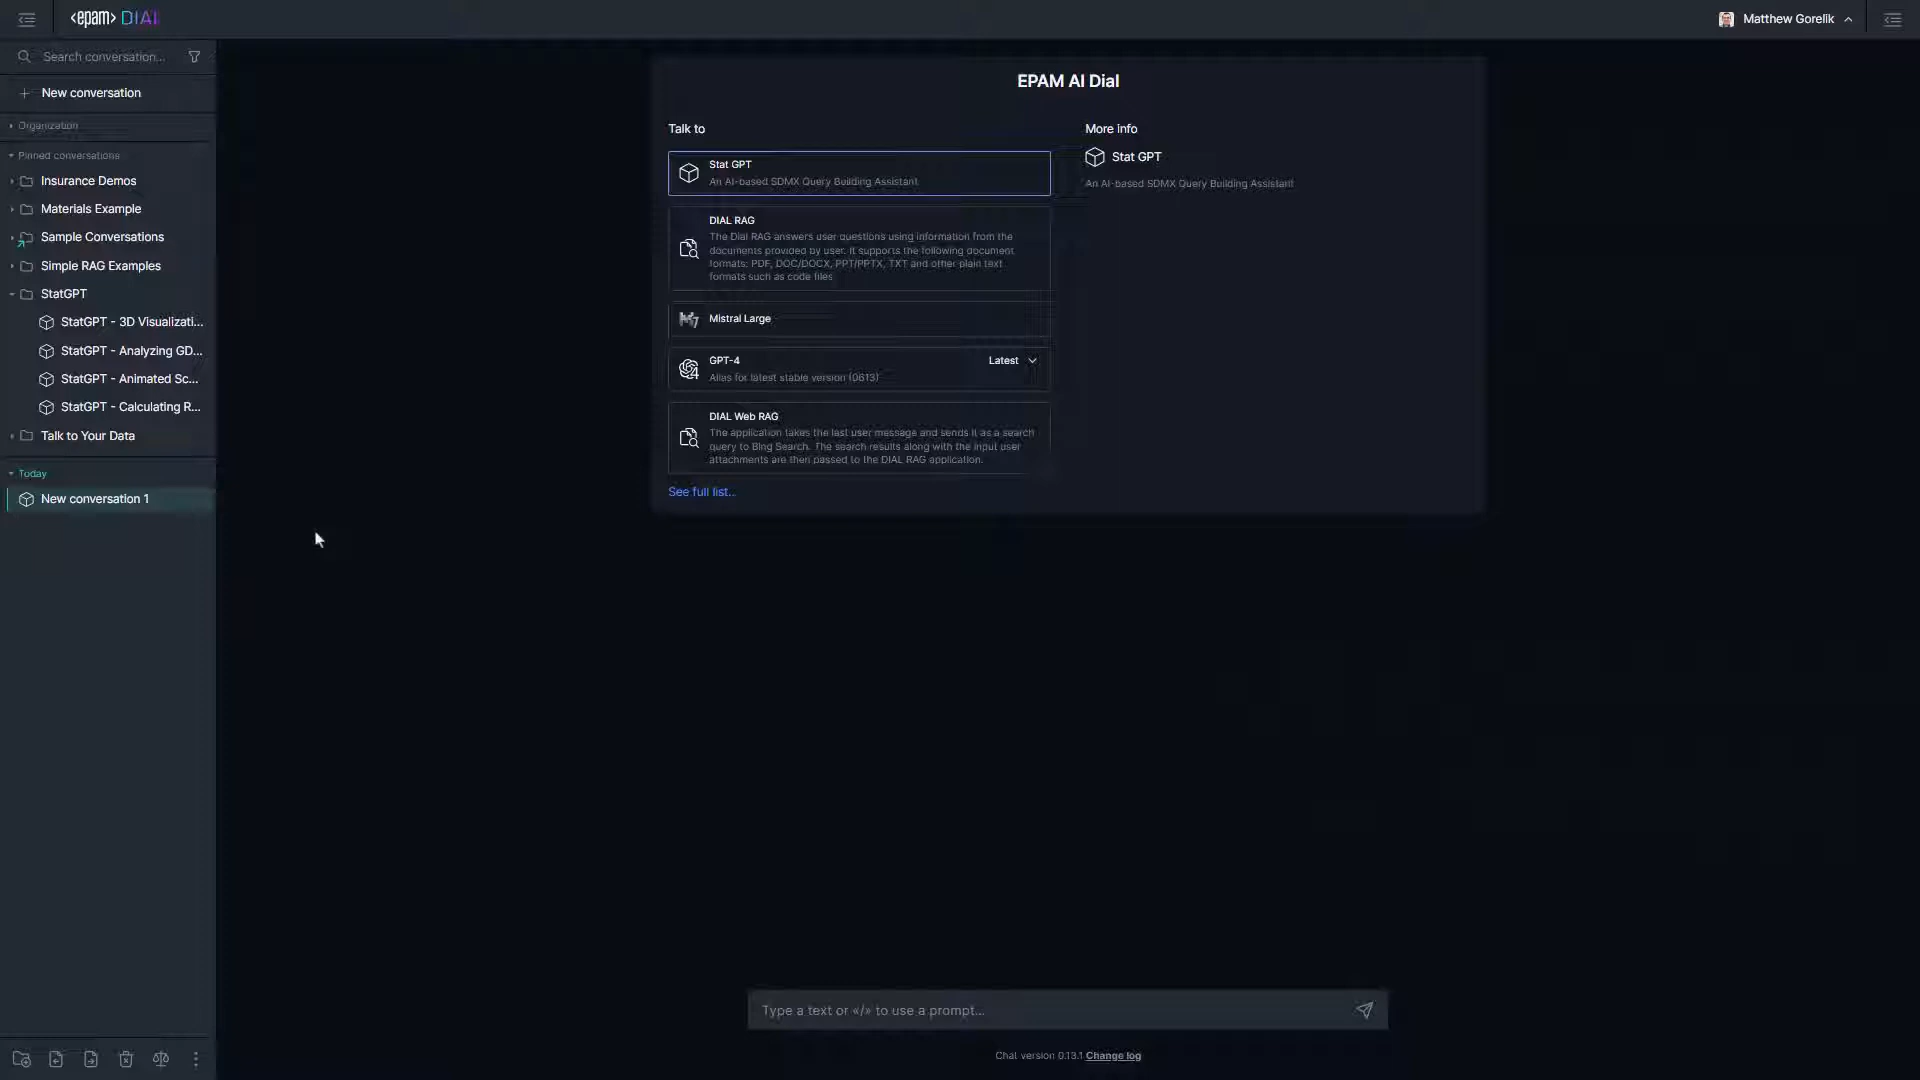 <epam> DIAL
Matthew Gorelik
Search conversation...
New conversation
Organization
Pinned conversations
Insurance Demos
Materials Example
Sample Conversations
Simple RAG Examples
StatGPT
StatGPT - 3D Visualizati...
StatGPT - Analyzing GD...
StatGPT - Animated Sc...
StatGPT - Calculating R...
Talk to Your Data
Today
New conversation 1
EPAM AI Dial
Talk to
Stat GPT
An AI-based SDMX Query Building Assistant
DIAL RAG
The Dial RAG answers user questions using information from the
documents provided by user. It supports the following document
formats: PDF, DOC/DOCX, PPT/PPTX, TXT and other plain text
formats such as code files
Mistral Large
GPT-4
Latest
Alias for latest stable version (0613)
DIAL Web RAG
The application takes the last user message and sends it as a search
query to Bing Search. The search results along with the input user
attachments are then passed to the DIAL RAG application.
See full list...
More info
Stat GPT
An AI-based SDMX Query Building Assistant
Type a text or «/» to use a prompt...
Chat version 0.13.1 Change log